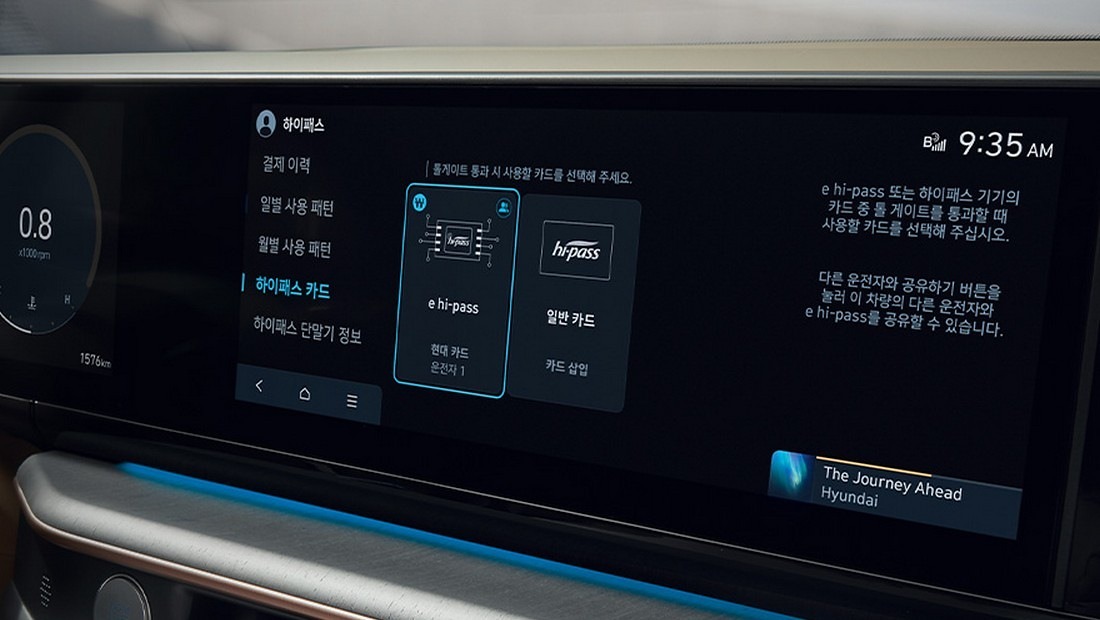 0.8
x1000rpm
H
1576km
하이패스
결제 이력
일별 사용 패턴
월별 사용 패턴
하이패스 카드
하이패스 단말기 정보
톨게이트 통과 시 사용할 카드를 선택해 주세요.
₩
hi-pass
e hi-pass
현대 카드
운전자 1
hi-pass
일반 카드
카드 삽입
9:35 AM
e hi-pass 또는 하이패스 기기의
카드 중 톨 게이트를 통과할 때
사용할 카드를 선택해 주십시오.
다른 운전자와 공유하기 버튼을
눌러 이 차량의 다른 운전자와
e hi-pass를 공유할 수 있습니다.
The Journey Ahead
Hyundai